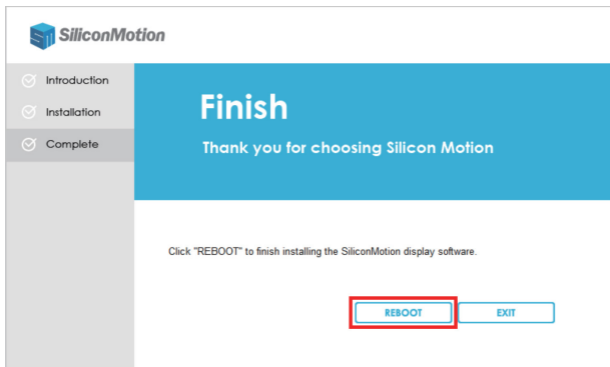 SiliconMotion
Introduction
Installation
Complete
Finish
Thank you for choosing Silicon Motion
Click "REBOOT" to finish installing the SiliconMotion display software.
REBOOT
EXIT